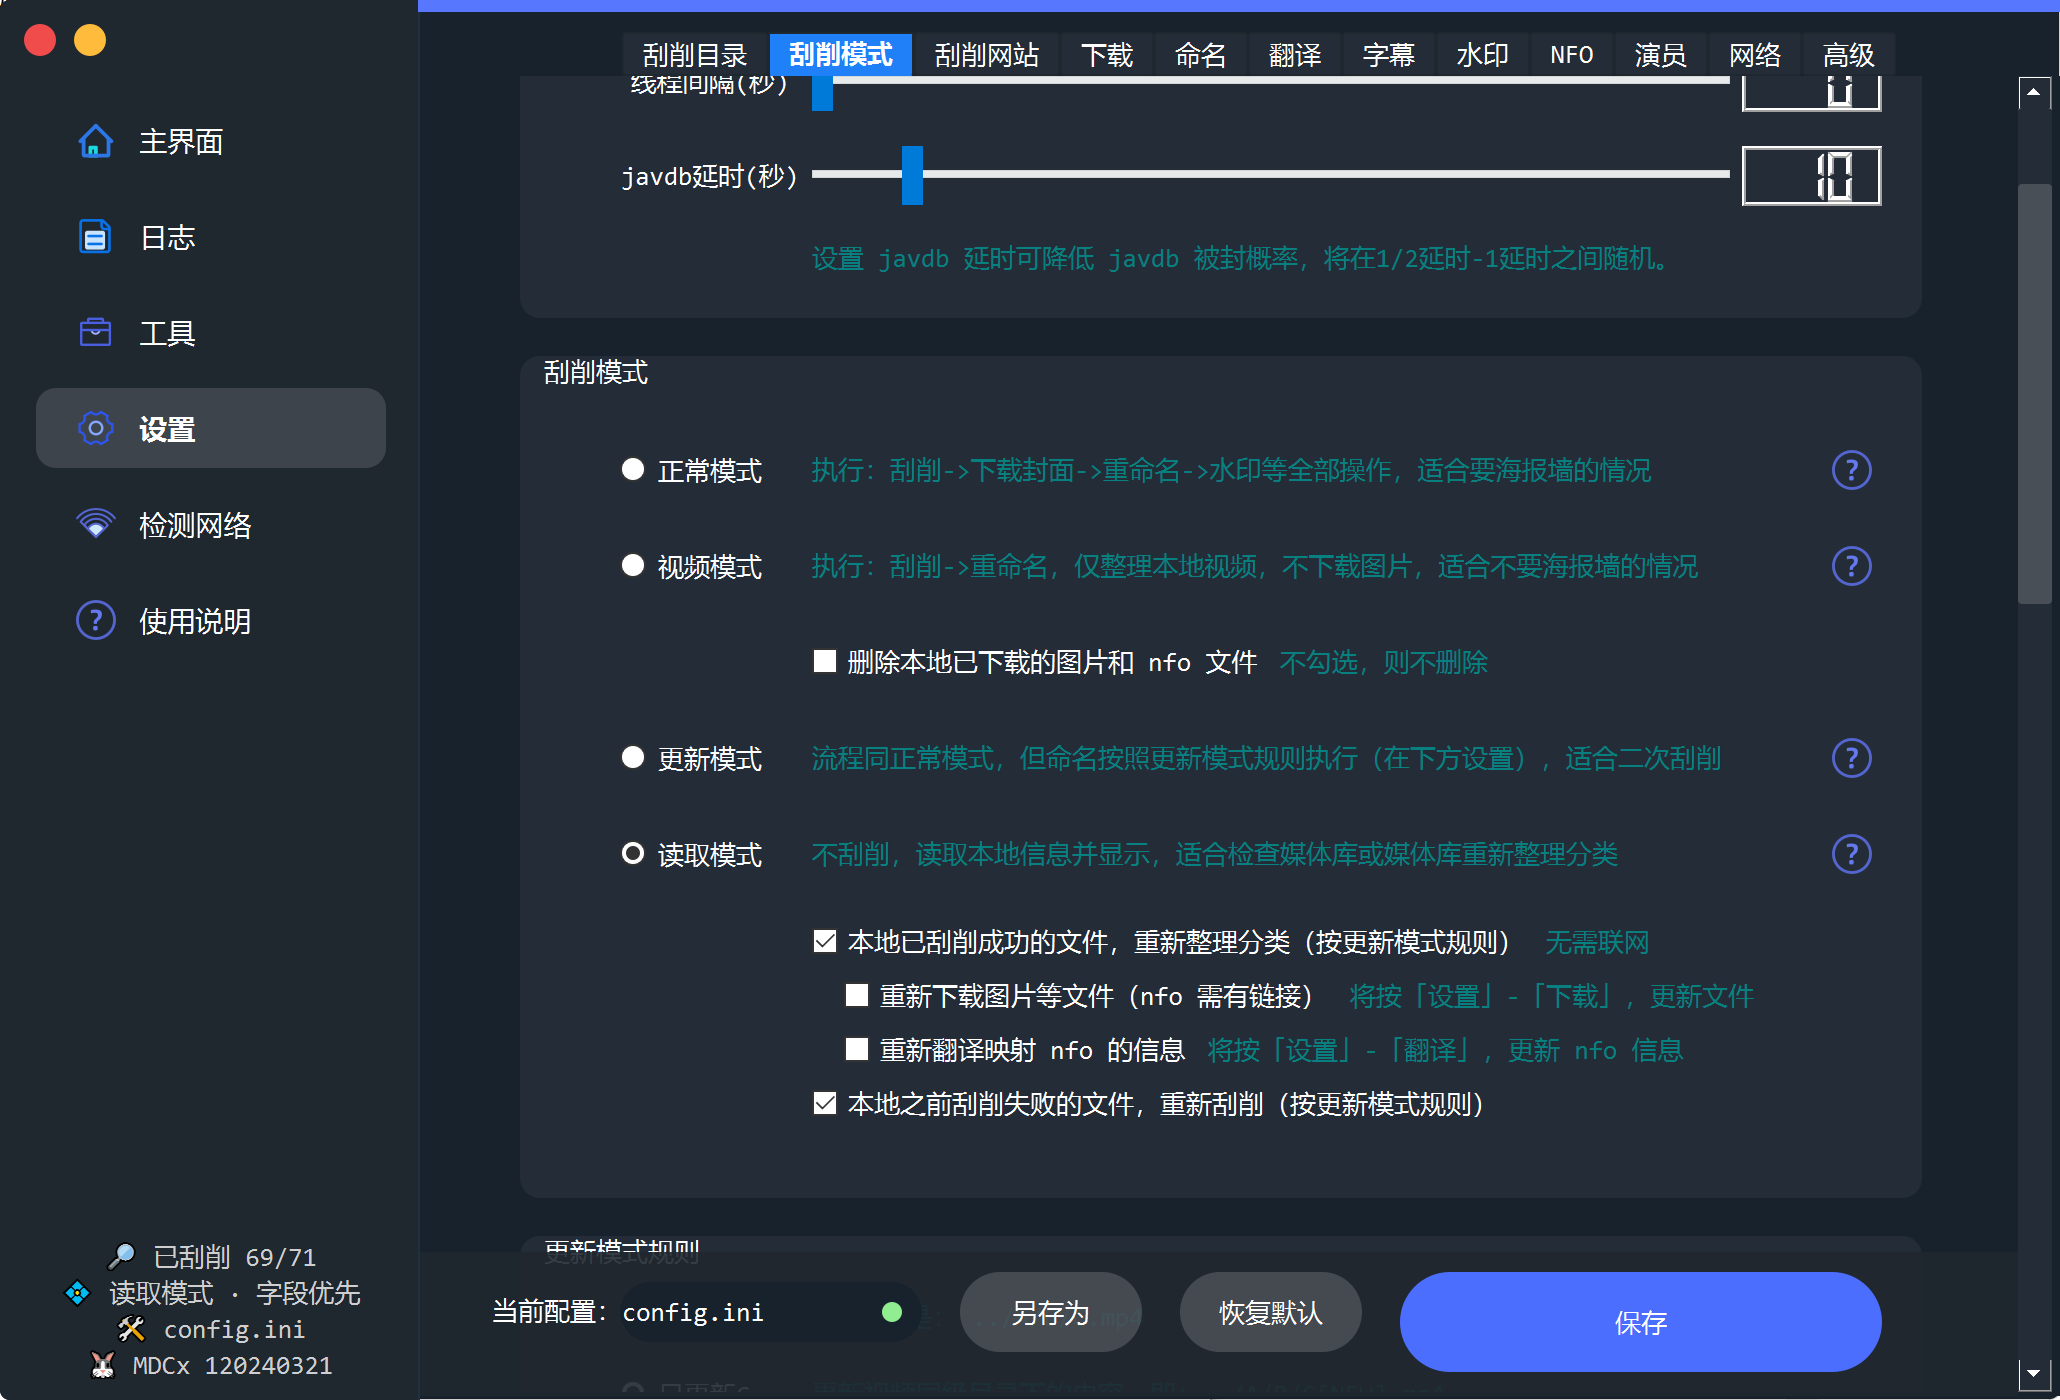 主界面
日志
工具
设置
检测网络
使用说明
🔎 已刮削 69/71
💠 读取模式 · 字段优先
🛠 config.ini
🐰 MDCx 120240321
刮削目录 刮削模式 刮削网站 下载 命名 翻译 字幕 水印 NFO 演员 网络 高级
线程间隔(秒) 0
javdb延时(秒) 10
设置 javdb 延时可降低 javdb 被封概率，将在1/2延时-1延时之间随机。
刮削模式
正常模式 执行：刮削->下载封面->重命名->水印等全部操作，适合要海报墙的情况 ?
视频模式 执行：刮削->重命名，仅整理本地视频，不下载图片，适合不要海报墙的情况 ?
删除本地已下载的图片和 nfo 文件 不勾选，则不删除
更新模式 流程同正常模式，但命名按照更新模式规则执行（在下方设置），适合二次刮削 ?
读取模式 不刮削，读取本地信息并显示，适合检查媒体库或媒体库重新整理分类 ?
本地已刮削成功的文件，重新整理分类（按更新模式规则） 无需联网
重新下载图片等文件（nfo 需有链接） 将按「设置」-「下载」，更新文件
重新翻译映射 nfo 的信息 将按「设置」-「翻译」，更新 nfo 信息
本地之前刮削失败的文件，重新刮削（按更新模式规则）
更新模式规则
当前配置：config.ini 另存为 恢复默认 保存